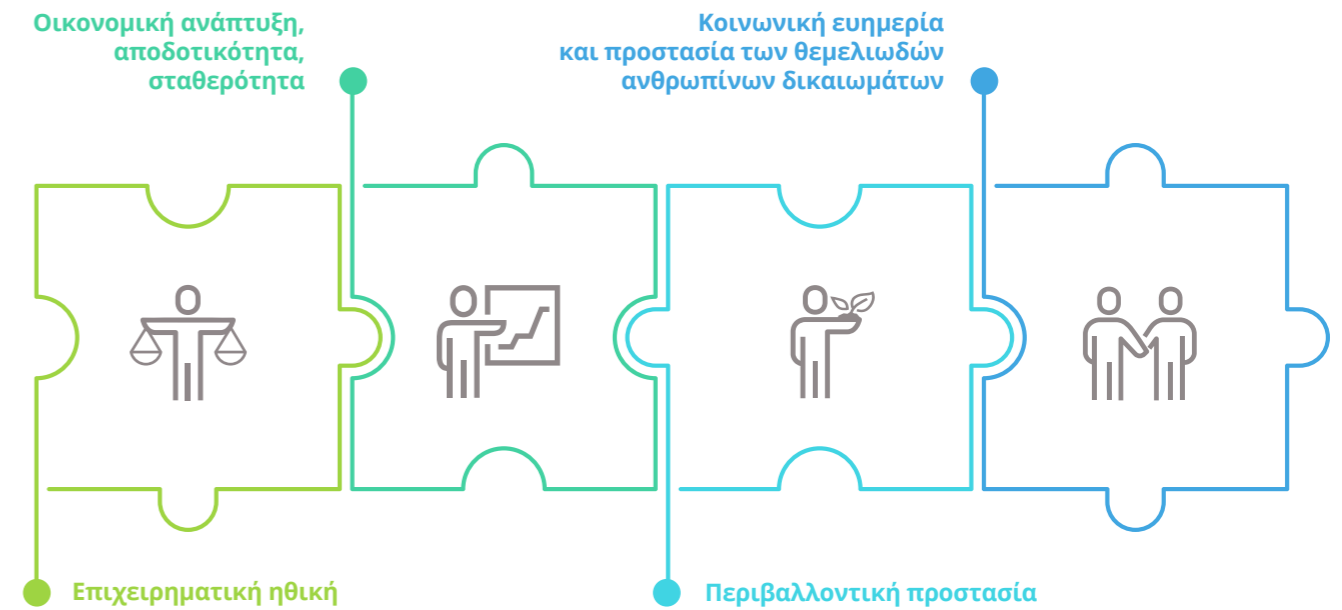 Οικονομική ανάπτυξη,
αποδοτικότητα,
σταθερότητα
Κοινωνική ευημερία
και προστασία των θεμελιωδών
ανθρωπίνων δικαιωμάτων
Επιχειρηματική ηθική
Περιβαλλοντική προστασία